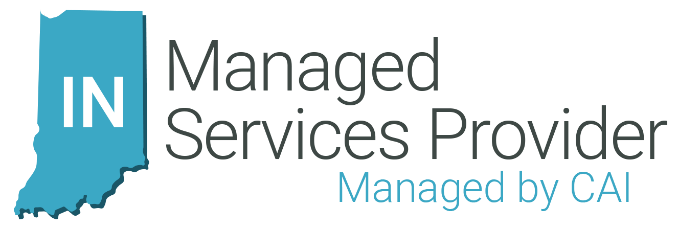 IN
Managed
Services Provider
Managed by CAI